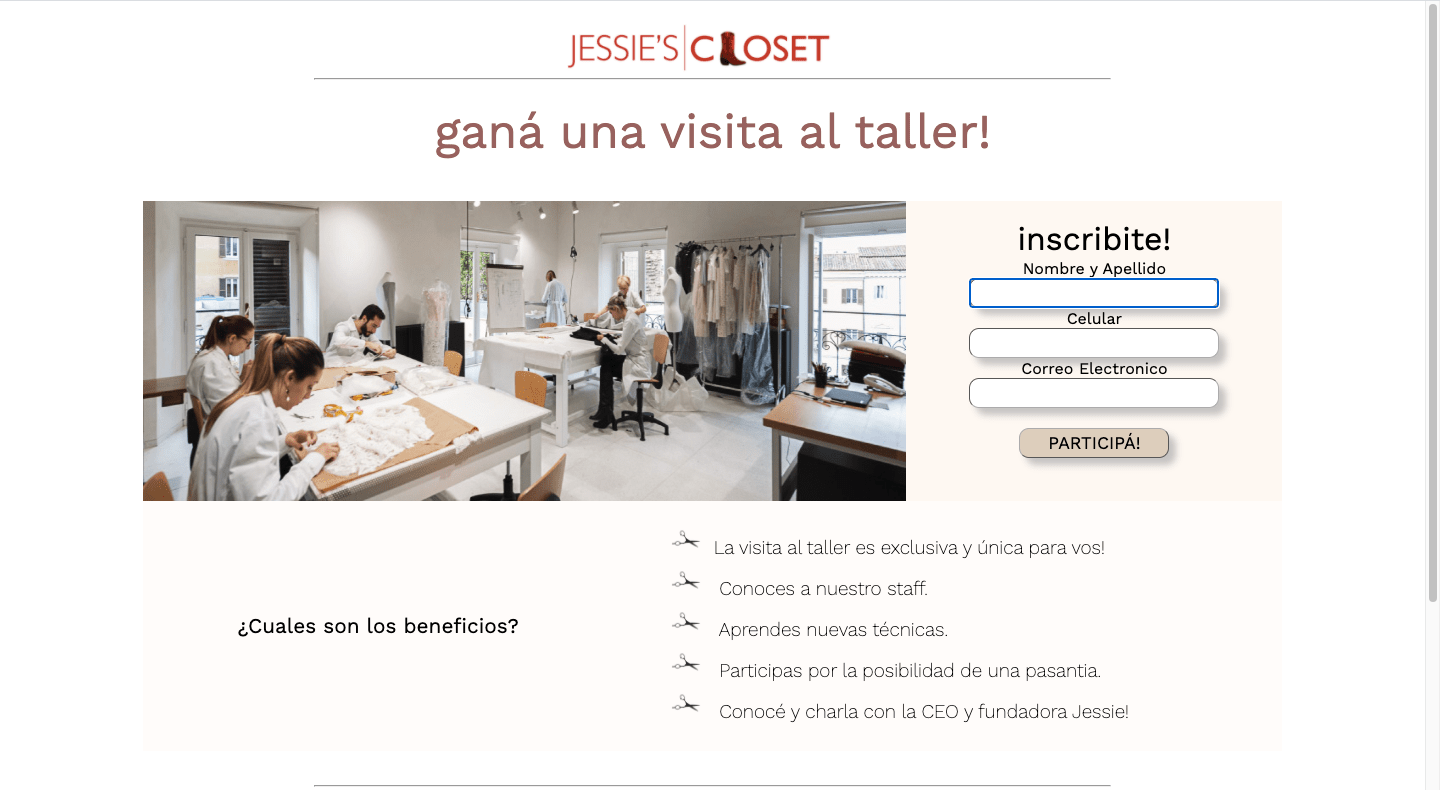 JESSIE'S CLOSET
ganá una visita al taller!
inscribite!
Nombre y Apellido
Celular
Correo Electronico
PARTICIPÁ!
¿Cuales son los beneficios?
La visita al taller es exclusiva y única para vos!
Conoces a nuestro staff.
Aprendes nuevas técnicas.
Participas por la posibilidad de una pasantia.
Conocé y charla con la CEO y fundadora Jessie!